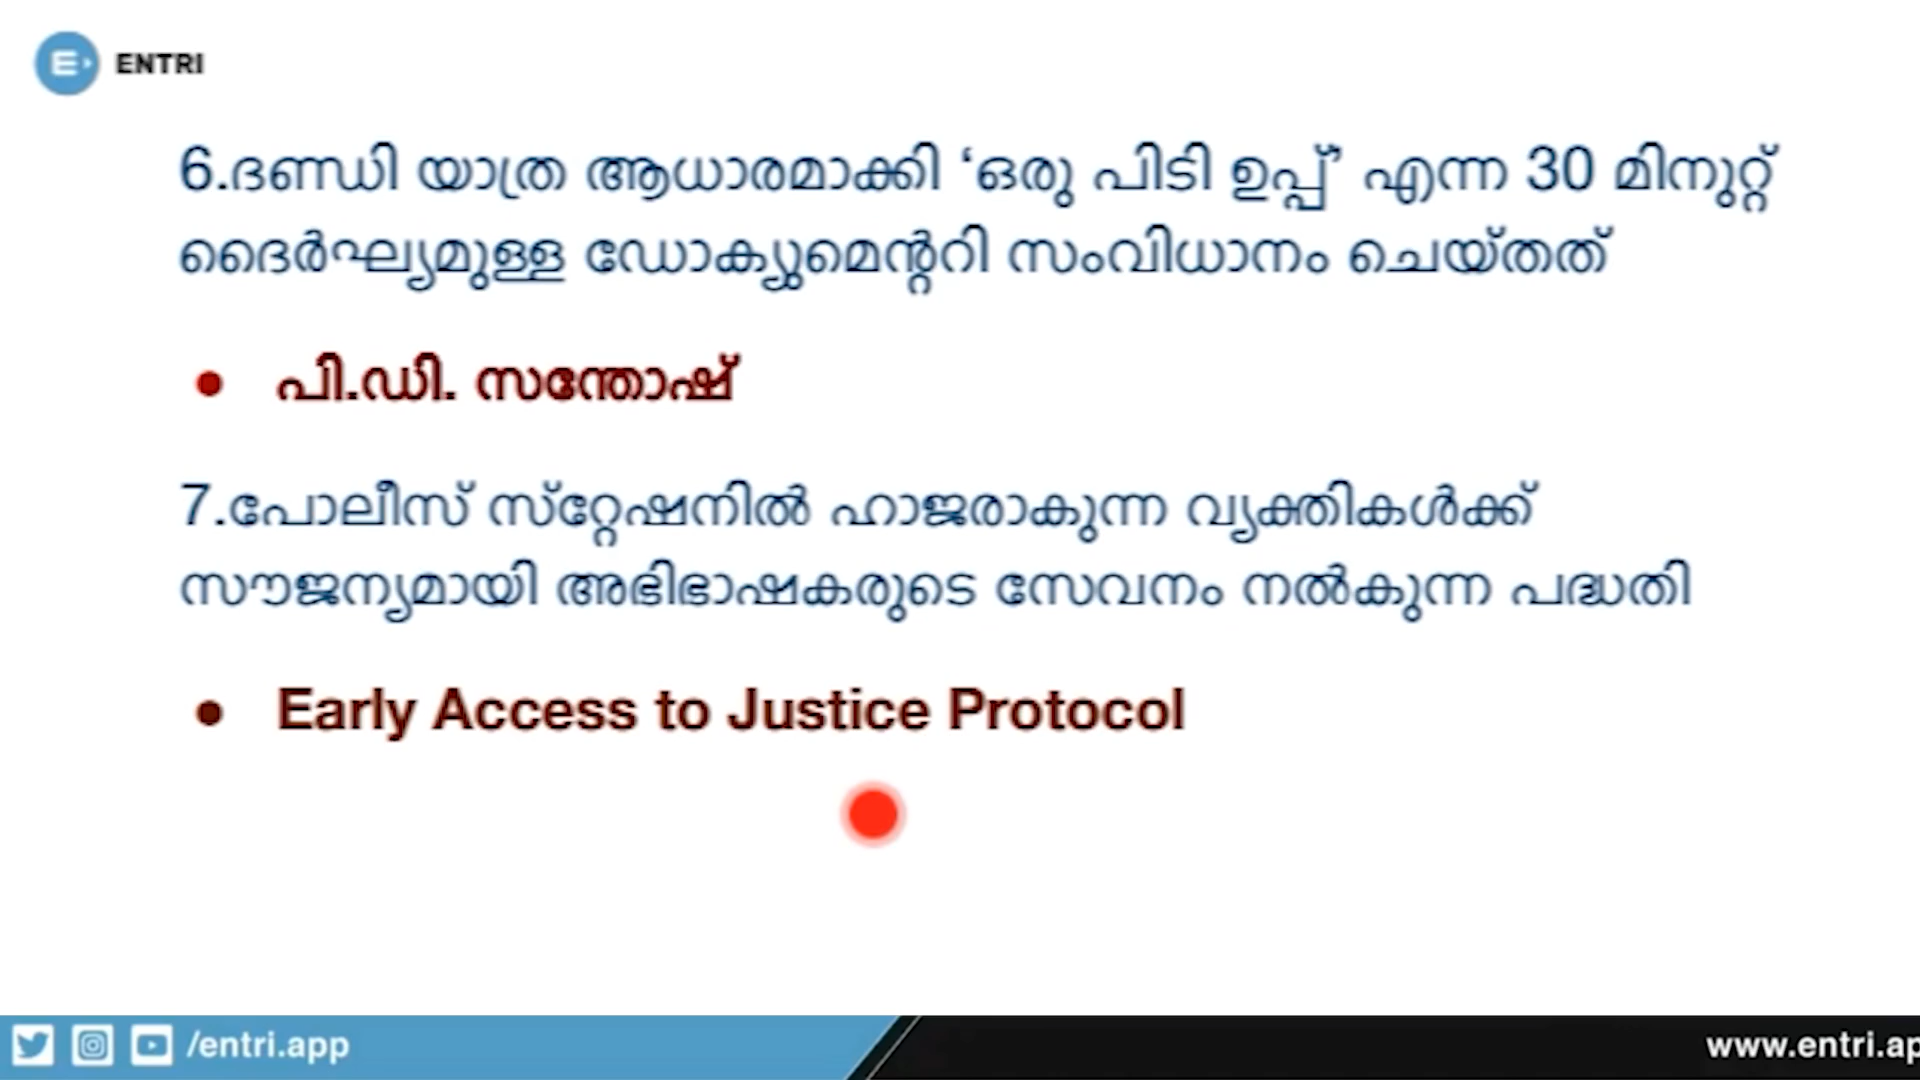 ENTRI
6.ദണ്ഡി യാത്ര ആധാരമാക്കി ‘ഒരു പിടി ഉപ്പ്’ എന്ന 30 മിനുറ്റ്
ദൈർഘ്യമുള്ള ഡോക്യുമെന്ററി സംവിധാനം ചെയ്തത്
• പി.ഡി. സന്തോഷ്
7.പോലീസ് സ്റ്റേഷനിൽ ഹാജരാകുന്ന വ്യക്തികൾക്ക്
സൗജന്യമായി അഭിഭാഷകരുടെ സേവനം നൽകുന്ന പദ്ധതി
• Early Access to Justice Protocol
/entri.app
www.entri.ap